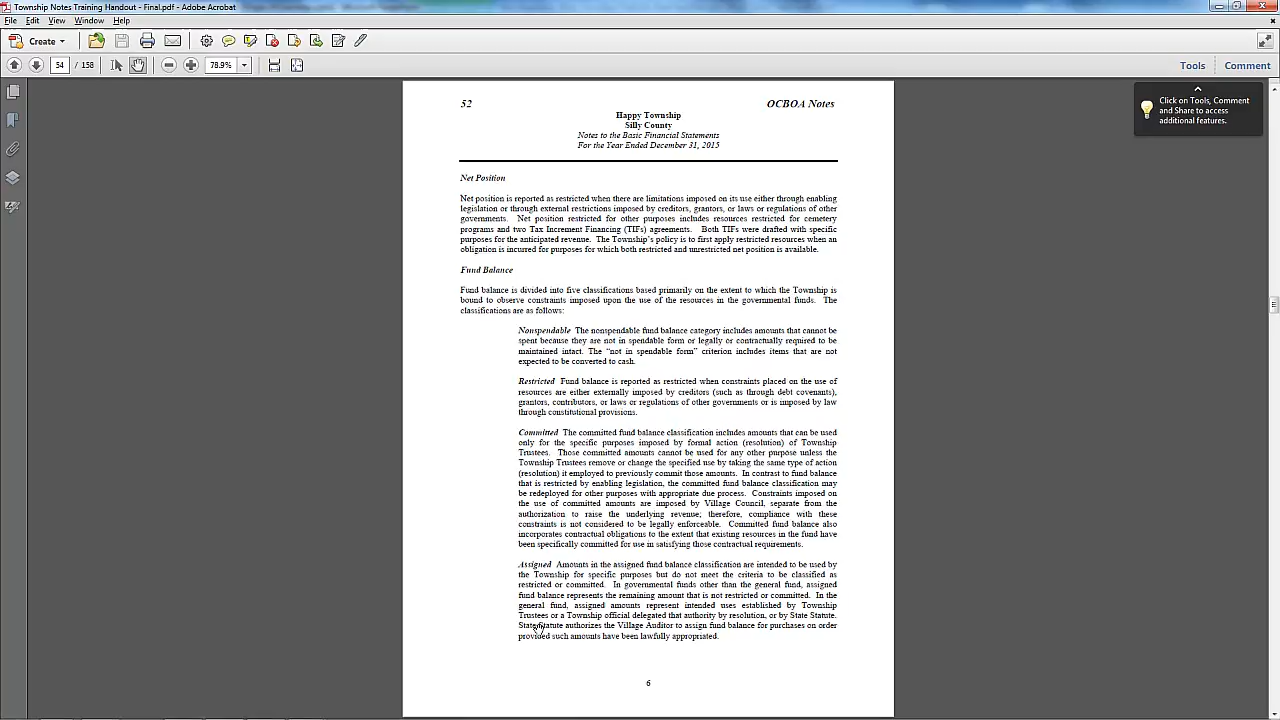 Township Notes Training Handout - Final.pdf - Adobe Acrobat
File Edit View Window Help
Create
54 / 158 78.9% Tools Comment
Click on Tools, Comment
and Share to access
additional features.
52 OCBOA Notes
Happy Township
Silly County
Notes to the Basic Financial Statements
For the Year Ended December 31, 2015
Net Position
Net position is reported as restricted when there are limitations imposed on its use either through enabling
legislation or through external restrictions imposed by creditors, grantors, or laws or regulations of other
governments. Net position restricted for other purposes includes resources restricted for cemetery
programs and two Tax Increment Financing (TIFs) agreements. Both TIFs were drafted with specific
purposes for the anticipated revenue. The Township's policy is to first apply restricted resources when an
obligation is incurred for purposes for which both restricted and unrestricted net position is available.
Fund Balance
Fund balance is divided into five classifications based primarily on the extent to which the Township is
bound to observe constraints imposed upon the use of the resources in the governmental funds. The
classifications are as follows:
Nonspendable The nonspendable fund balance category includes amounts that cannot be
spent because they are not in spendable form or legally or contractually required to be
maintained intact. The "not in spendable form" criterion includes items that are not
expected to be converted to cash.
Restricted Fund balance is reported as restricted when constraints placed on the use of
resources are either externally imposed by creditors (such as through debt covenants),
grantors, contributors, or laws or regulations of other governments or is imposed by law
through constitutional provisions.
Committed The committed fund balance classification includes amounts that can be used
only for the specific purposes imposed by formal action (resolution) of Township
Trustees. Those committed amounts cannot be used for any other purpose unless the
Township Trustees remove or change the specified use by taking the same type of action
(resolution) it employed to previously commit those amounts. In contrast to fund balance
that is restricted by enabling legislation, the committed fund balance classification may
be redeployed for other purposes with appropriate due process. Constraints imposed on
the use of committed amounts are imposed by Village Council, separate from the
authorization to raise the underlying revenue; therefore, compliance with these
constraints is not considered to be legally enforceable. Committed fund balance also
incorporates contractual obligations to the extent that existing resources in the fund have
been specifically committed for use in satisfying those contractual requirements.
Assigned Amounts in the assigned fund balance classification are intended to be used by
the Township for specific purposes but do not meet the criteria to be classified as
restricted or committed. In governmental funds other than the general fund, assigned
fund balance represents the remaining amount that is not restricted or committed. In the
general fund, assigned amounts represent intended uses established by Township
Trustees or a Township official delegated that authority by resolution, or by State Statute.
State Statute authorizes the Village Auditor to assign fund balance for purchases on order
provided such amounts have been lawfully appropriated.
6